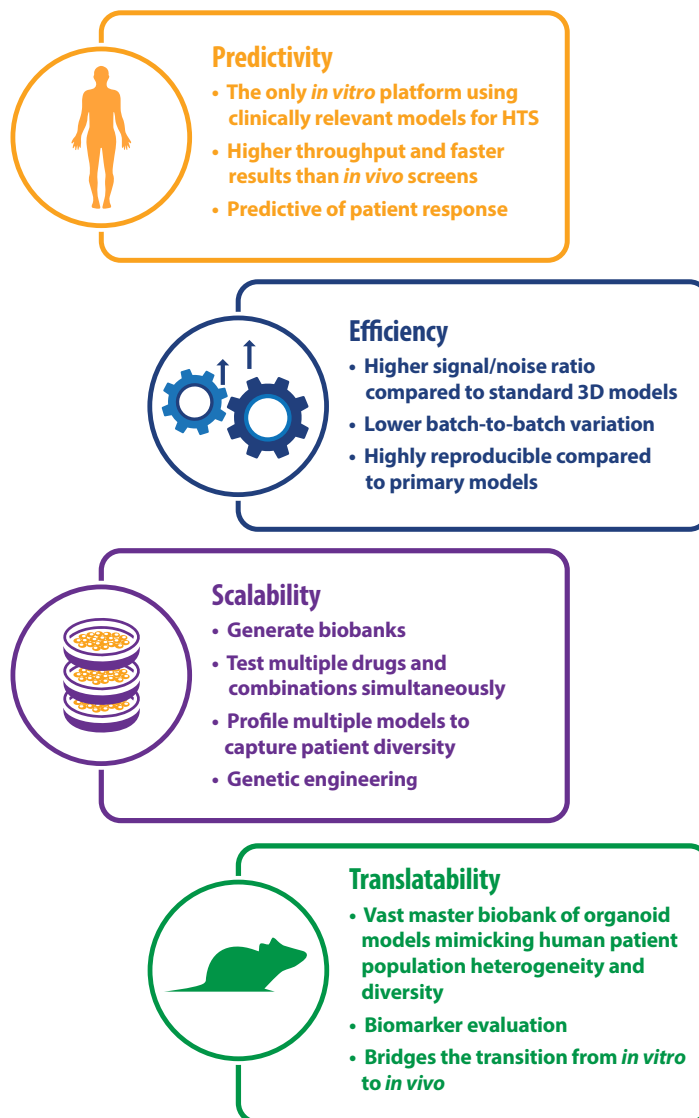 Predictivity
• The only in vitro platform using
clinically relevant models for HTS
• Higher throughput and faster
results than in vivo screens
• Predictive of patient response
Efficiency
• Higher signal/noise ratio
compared to standard 3D models
• Lower batch-to-batch variation
• Highly reproducible compared
to primary models
Scalability
• Generate biobanks
• Test multiple drugs and
combinations simultaneously
• Profile multiple models to
capture patient diversity
• Genetic engineering
Translatability
• Vast master biobank of organoid
models mimicking human patient
population heterogeneity and
diversity
• Biomarker evaluation
• Bridges the transition from in vitro
to in vivo